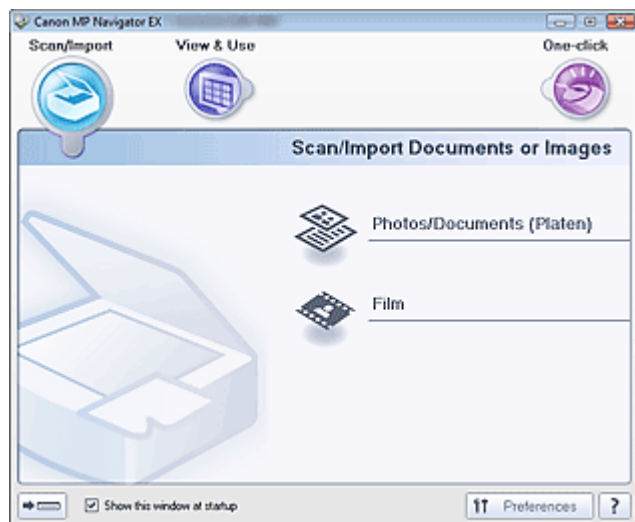 Canon MP Navigator EX
Scan/Import
View & Use
One-click
Scan/Import Documents or Images
Photos/Documents (Platen)
Film
Show this window at startup
Preferences
?